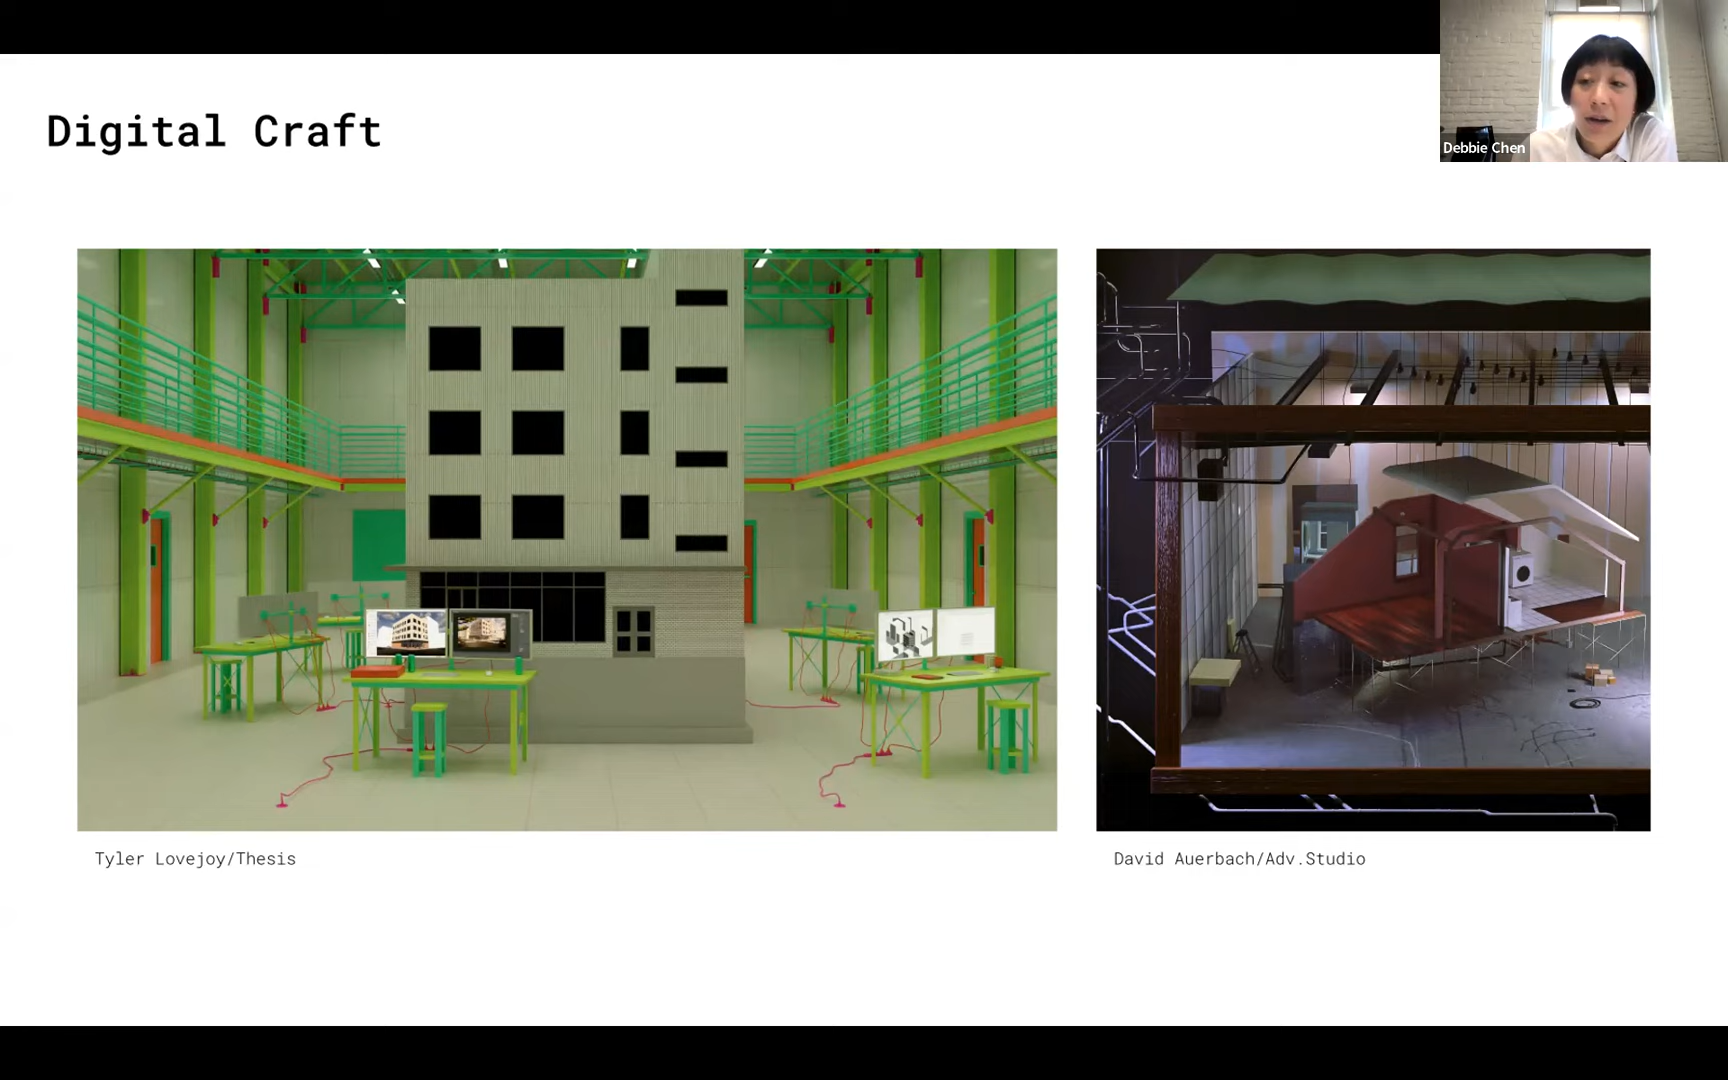 Digital Craft
Debbie Chen
Tyler Lovejoy/Thesis
David Auerbach/Adv.Studio